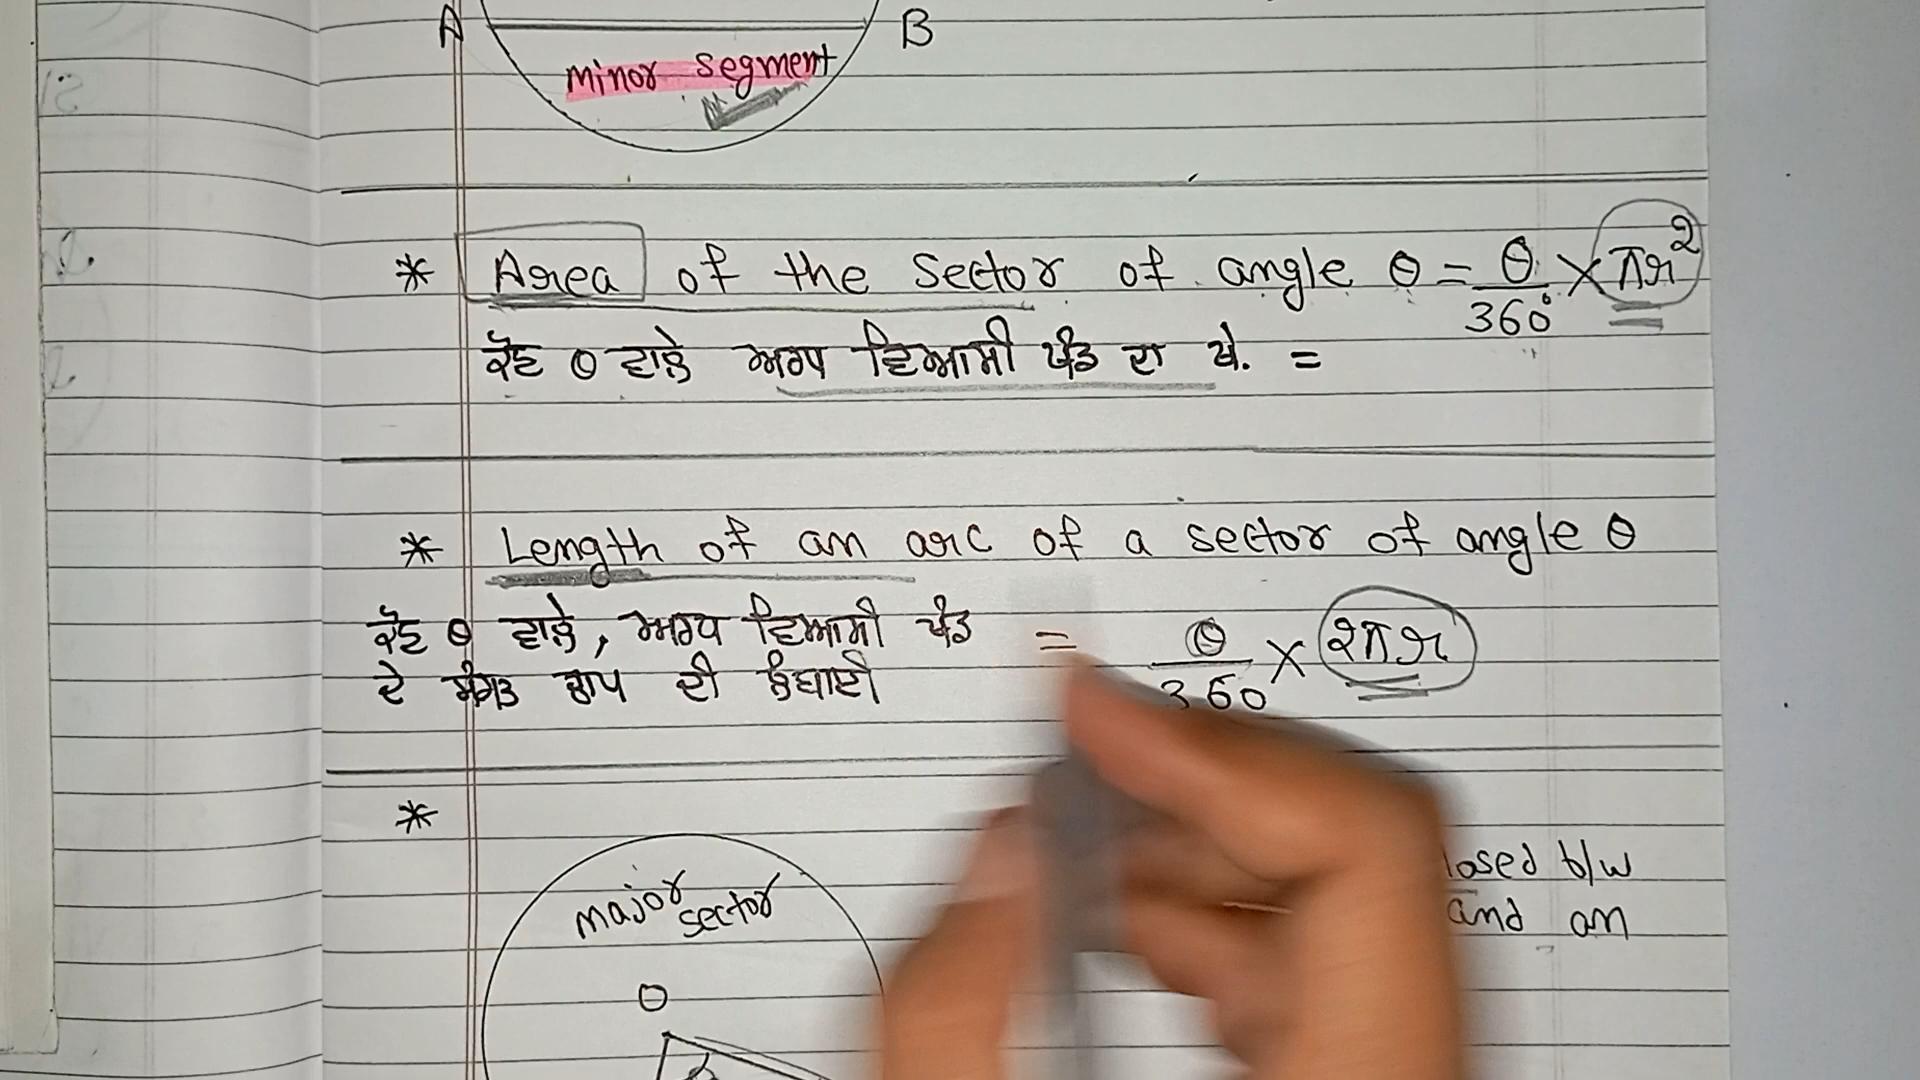 A B
minor segment
* Area of the Sector of angle θ = θ/360° × πr²
ਕੋਣ θ ਵਾਲੇ ਅਰਧ ਵਿਆਸੀ ਖੰਡ ਦਾ ਖੇ. =
* Length of an arc of a sector of angle θ
ਕੋਣ θ ਵਾਲੇ, ਅਰਧ ਵਿਆਸੀ ਖੰਡ = θ/360 × 2πr
ਦੇ ਸੰਗਤ ਚਾਪ ਦੀ ਲੰਬਾਈ
*
major sector
losed b/w
and an
O